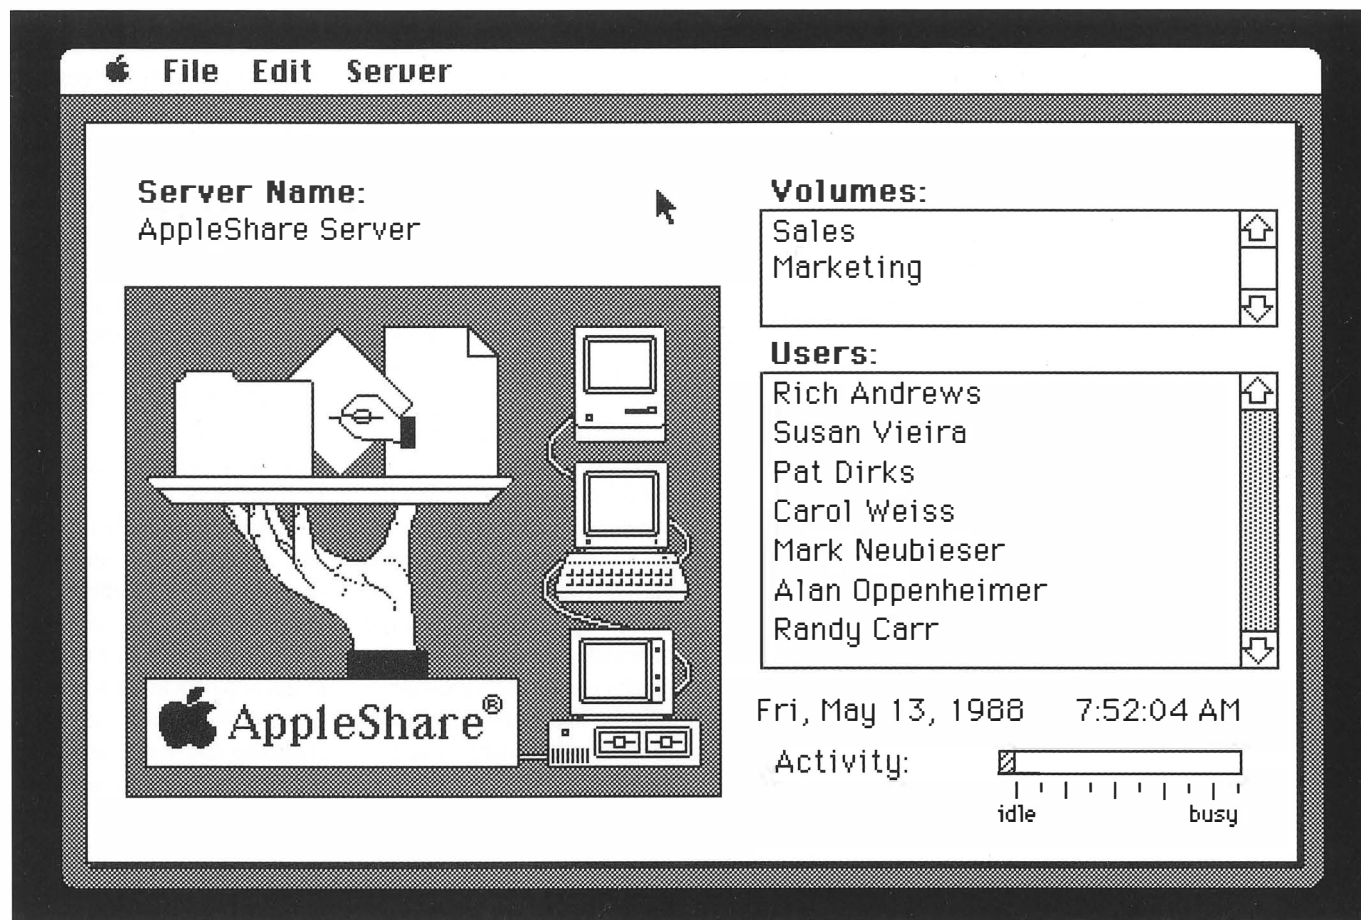 File Edit Server
Server Name:
AppleShare Server
Volumes:
Sales
Marketing
Users:
Rich Andrews
Susan Vieira
Pat Dirks
Carol Weiss
Mark Neubieser
Alan Oppenheimer
Randy Carr
AppleShare®
Fri, May 13, 1988 7:52:04 AM
Activity:
idle busy